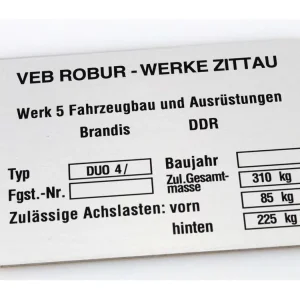 VEB ROBUR - WERKE ZITTAU
Werk 5 Fahrzeugbau und Ausrüstungen
Brandis DDR
Typ DUO 4/ Baujahr
Fgst.-Nr. Zul.Gesamt-masse 310 kg
Zulässige Achslasten: vorn 85 kg
hinten 225 kg